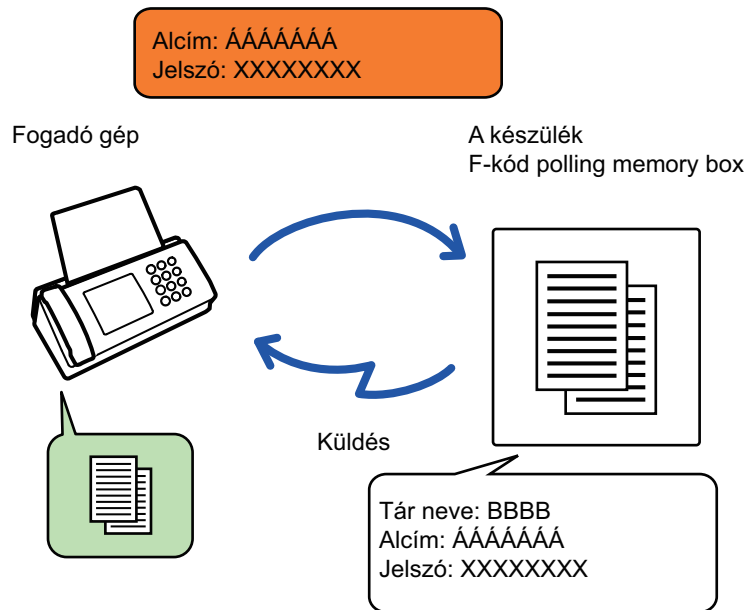 Alcím: ÁÁÁÁÁÁÁ
Jelszó: XXXXXXXX
Fogadó gép
A készülék
F-kód polling memory box
Küldés
Tár neve: BBBB
Alcím: ÁÁÁÁÁÁÁ
Jelszó: XXXXXXXX